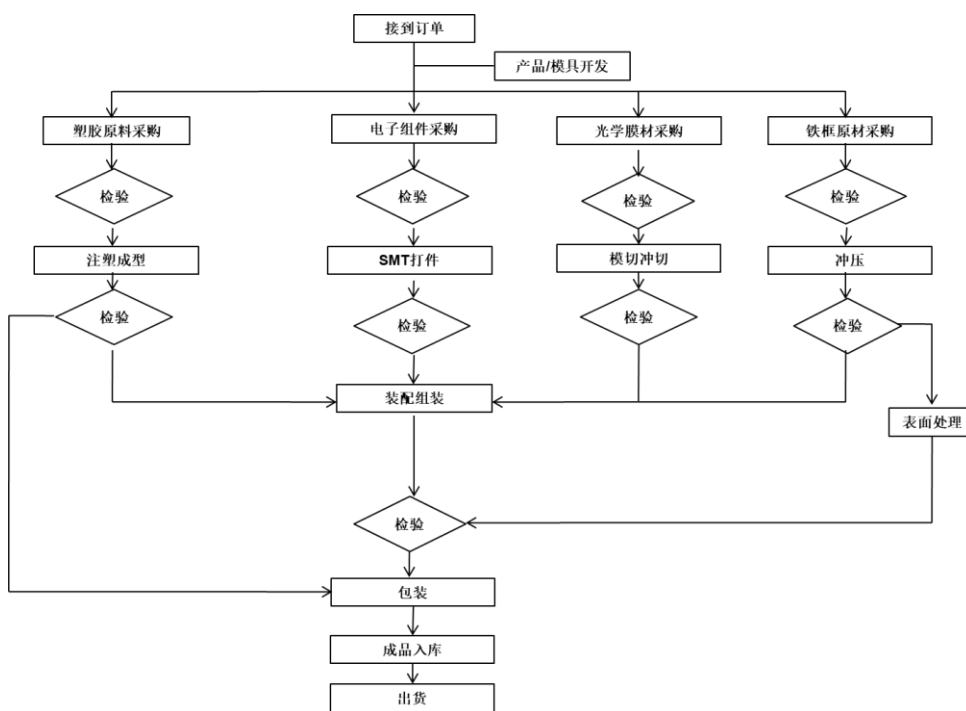 接到订单
产品/模具开发
塑胶原料采购
电子组件采购
光学膜材采购
铁框原材采购
检验
检验
检验
检验
注塑成型
SMT打件
模切冲切
冲压
检验
检验
检验
检验
装配组装
表面处理
检验
包装
成品入库
出货